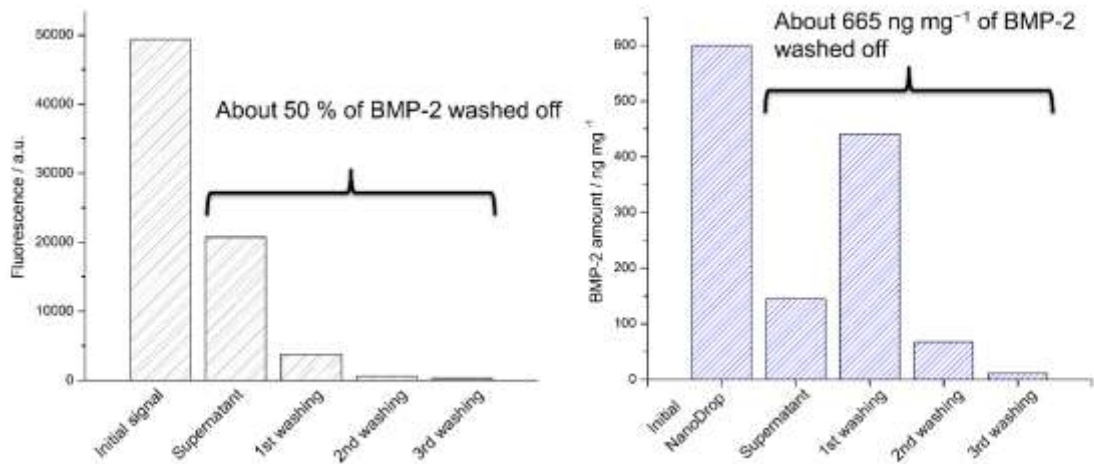 50000
40000
30000
20000
10000
0
Fluorescence / a.u.
About 50 % of BMP-2 washed off
Initial signal
Supernatant
1st washing
2nd washing
3rd washing
About 665 ng mg⁻¹ of BMP-2
washed off
600
500
400
300
200
100
0
BMP-2 amount / ng mg⁻¹
Initial
NanoDrop
Supernatant
1st washing
2nd washing
3rd washing